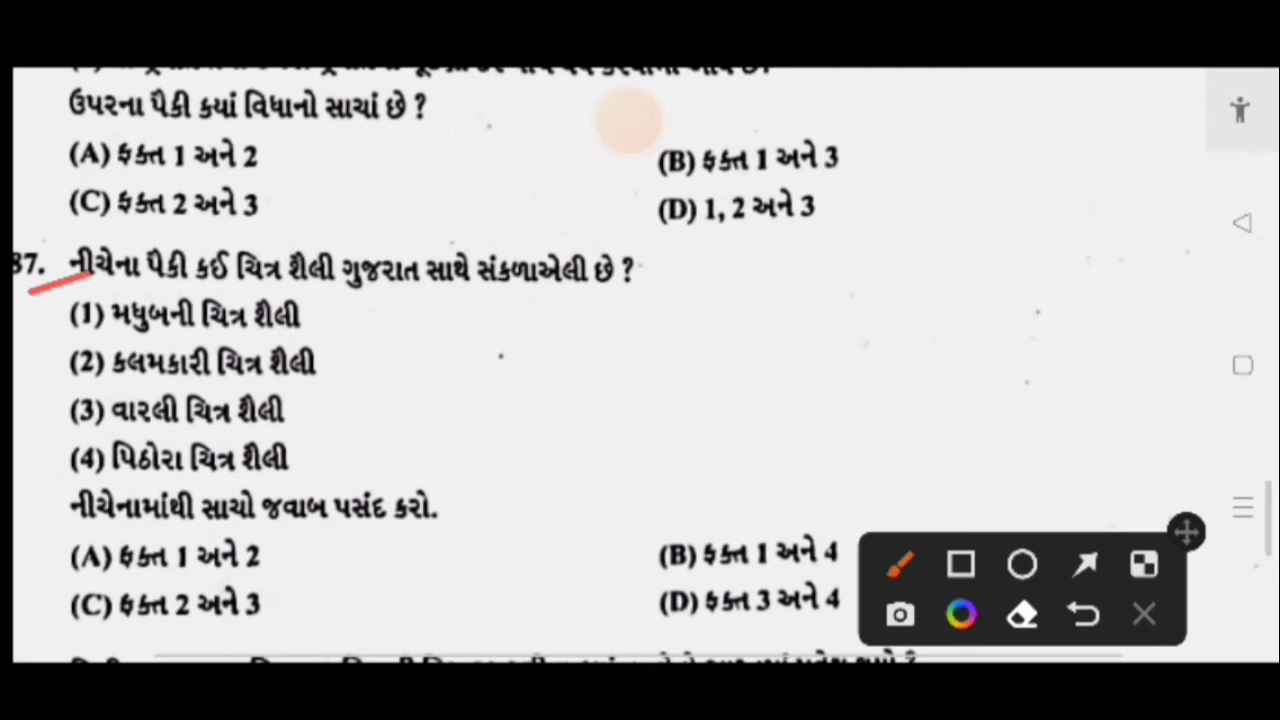 ઉપરના પૈકી કયાં વિધાનો સાચાં છે ?
(A) ફક્ત 1 અને 2
(B) ફક્ત 1 અને 3
(C) ફક્ત 2 અને 3
(D) 1, 2 અને 3
37. નીચેના પૈકી કઈ ચિત્ર શૈલી ગુજરાત સાથે સંકળાએલી છે ?
(1) મધુબની ચિત્ર શૈલી
(2) કલમકારી ચિત્ર શૈલી
(3) વારલી ચિત્ર શૈલી
(4) પિઠોરા ચિત્ર શૈલી
નીચેનામાંથી સાચો જવાબ પસંદ કરો.
(A) ફક્ત 1 અને 2
(B) ફક્ત 1 અને 4
(C) ફક્ત 2 અને 3
(D) ફક્ત 3 અને 4